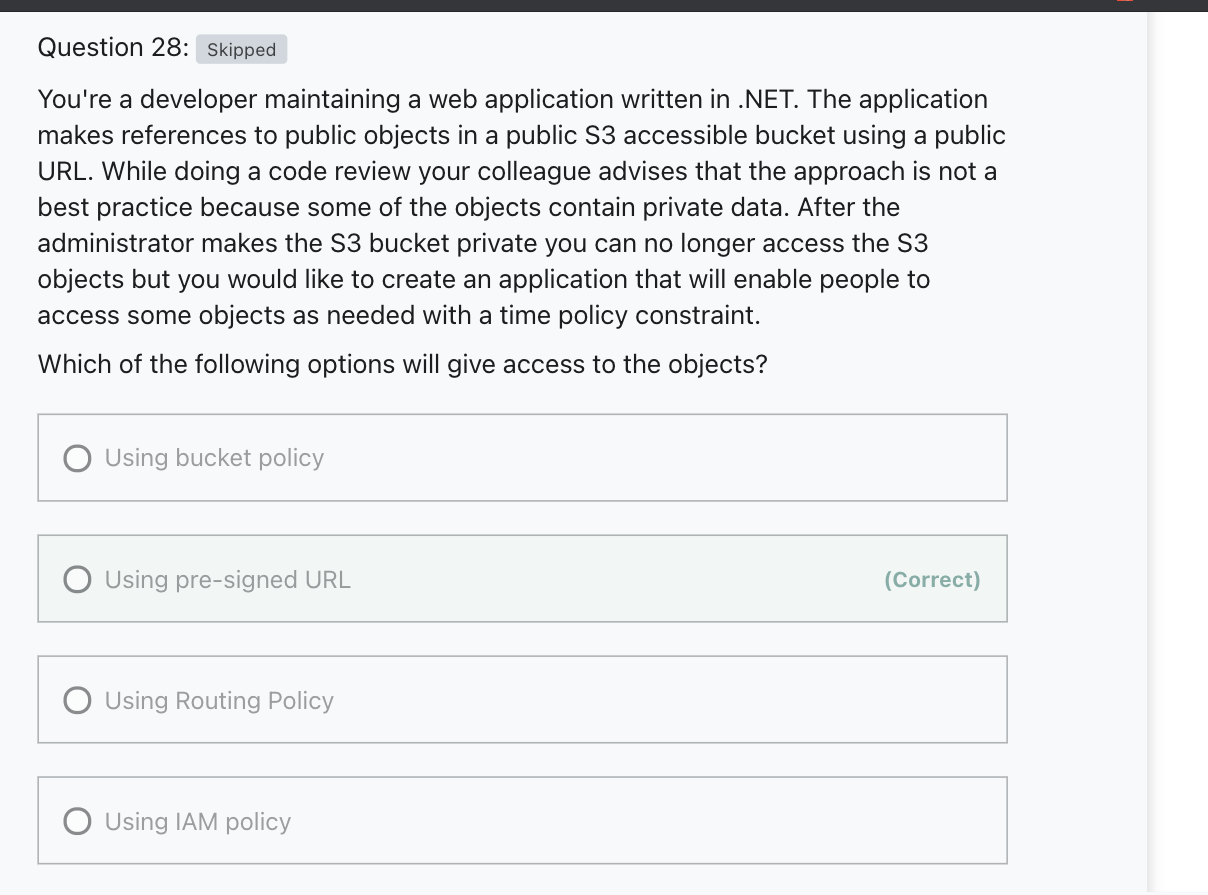 Question 28: Skipped
You're a developer maintaining a web application written in .NET. The application
makes references to public objects in a public S3 accessible bucket using a public
URL. While doing a code review your colleague advises that the approach is not a
best practice because some of the objects contain private data. After the
administrator makes the S3 bucket private you can no longer access the S3
objects but you would like to create an application that will enable people to
access some objects as needed with a time policy constraint.
Which of the following options will give access to the objects?
Using bucket policy
Using pre-signed URL (Correct)
Using Routing Policy
Using IAM policy